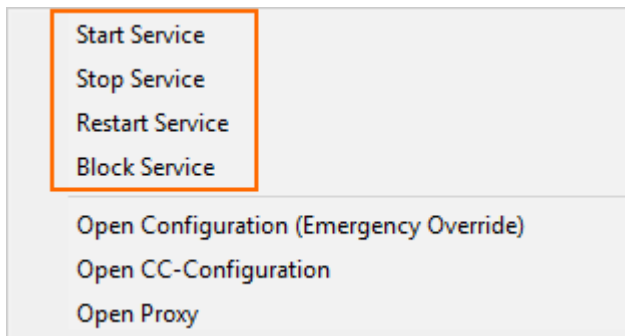 Start Service
Stop Service
Restart Service
Block Service
Open Configuration (Emergency Override)
Open CC-Configuration
Open Proxy